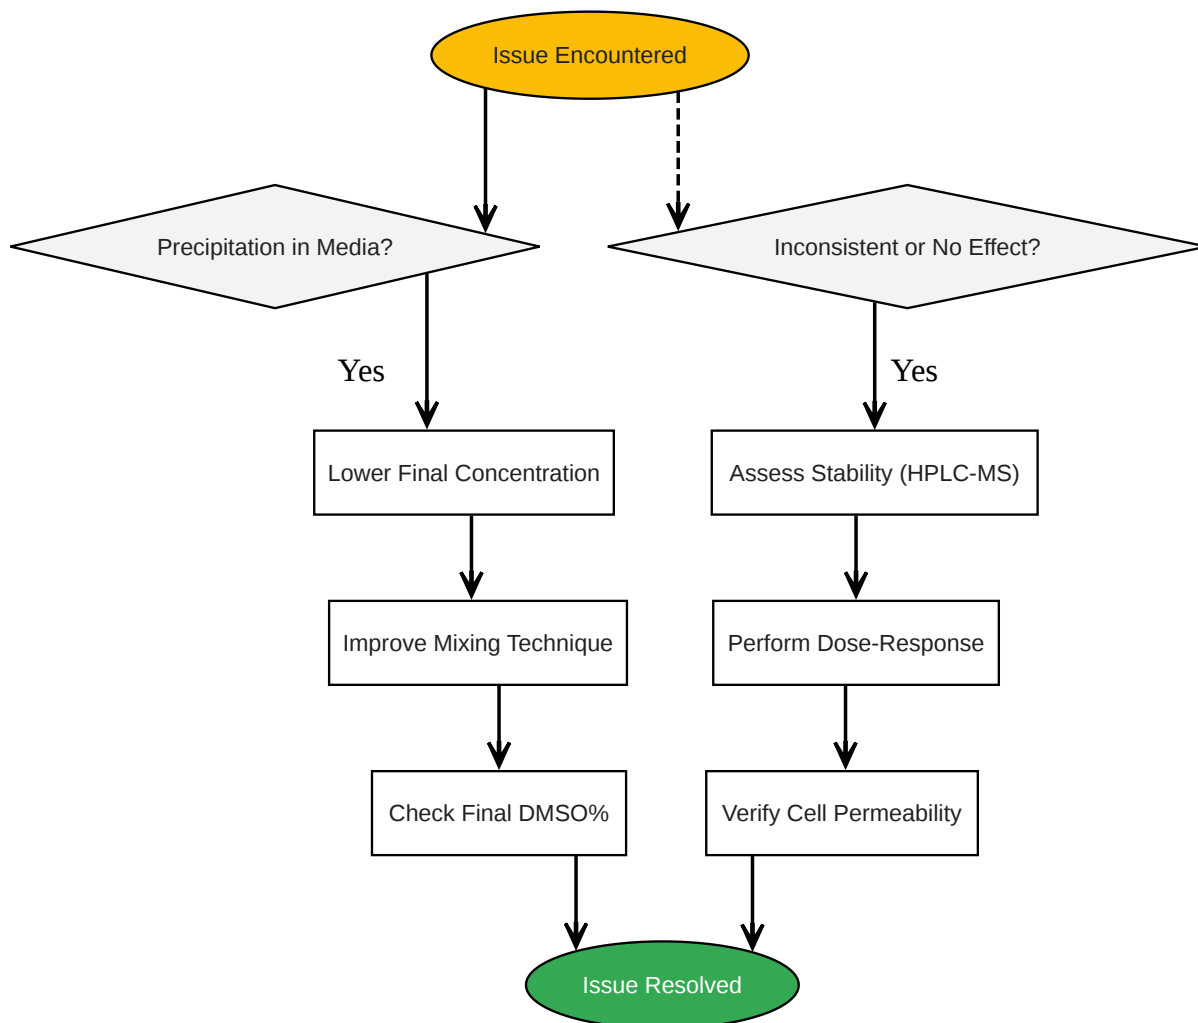 Issue Encountered
Precipitation in Media?
Inconsistent or No Effect?
Yes
Yes
Lower Final Concentration
Assess Stability (HPLC-MS)
Improve Mixing Technique
Perform Dose-Response
Check Final DMSO%
Verify Cell Permeability
Issue Resolved